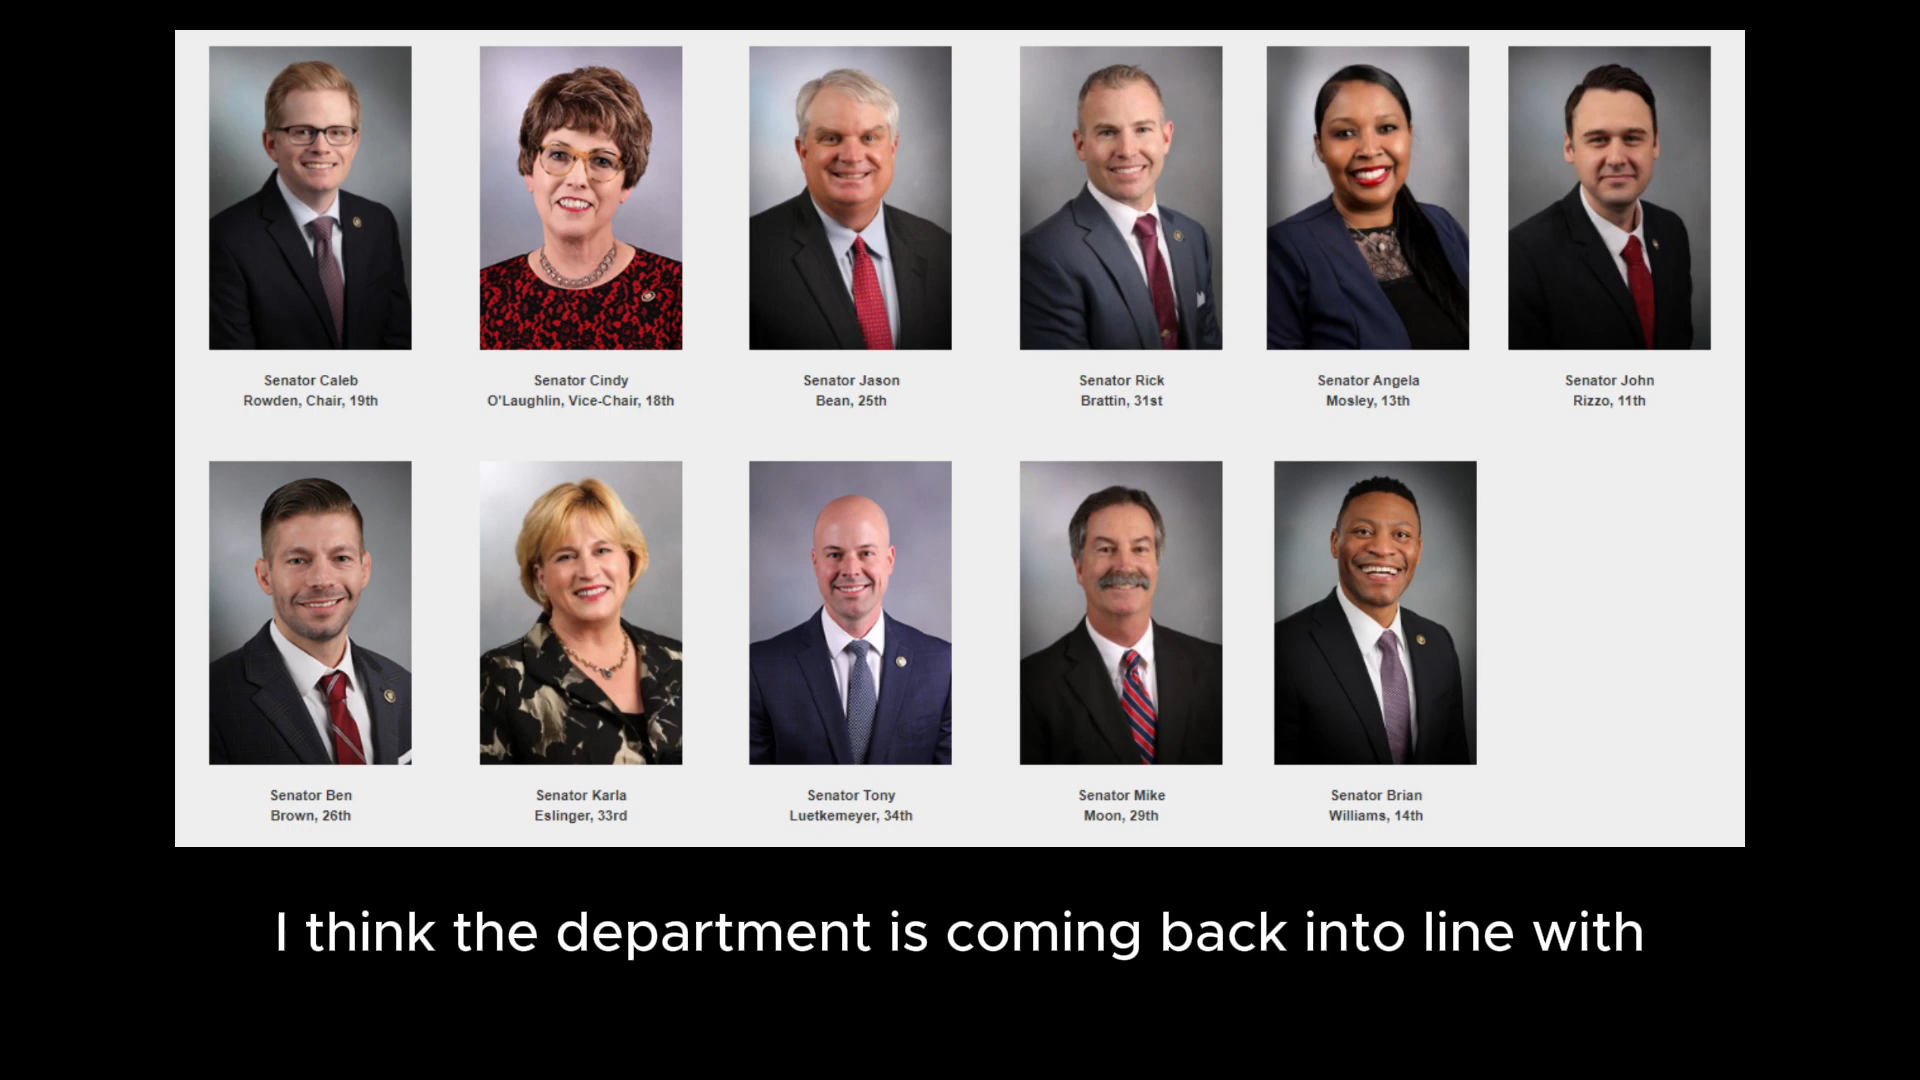 Senator Caleb
Rowden, Chair, 19th
Senator Cindy
O'Laughlin, Vice-Chair, 18th
Senator Jason
Bean, 25th
Senator Rick
Brattin, 31st
Senator Angela
Mosley, 13th
Senator John
Rizzo, 11th
Senator Ben
Brown, 26th
Senator Karla
Eslinger, 33rd
Senator Tony
Luetkemeyer, 34th
Senator Mike
Moon, 29th
Senator Brian
Williams, 14th
I think the department is coming back into line with